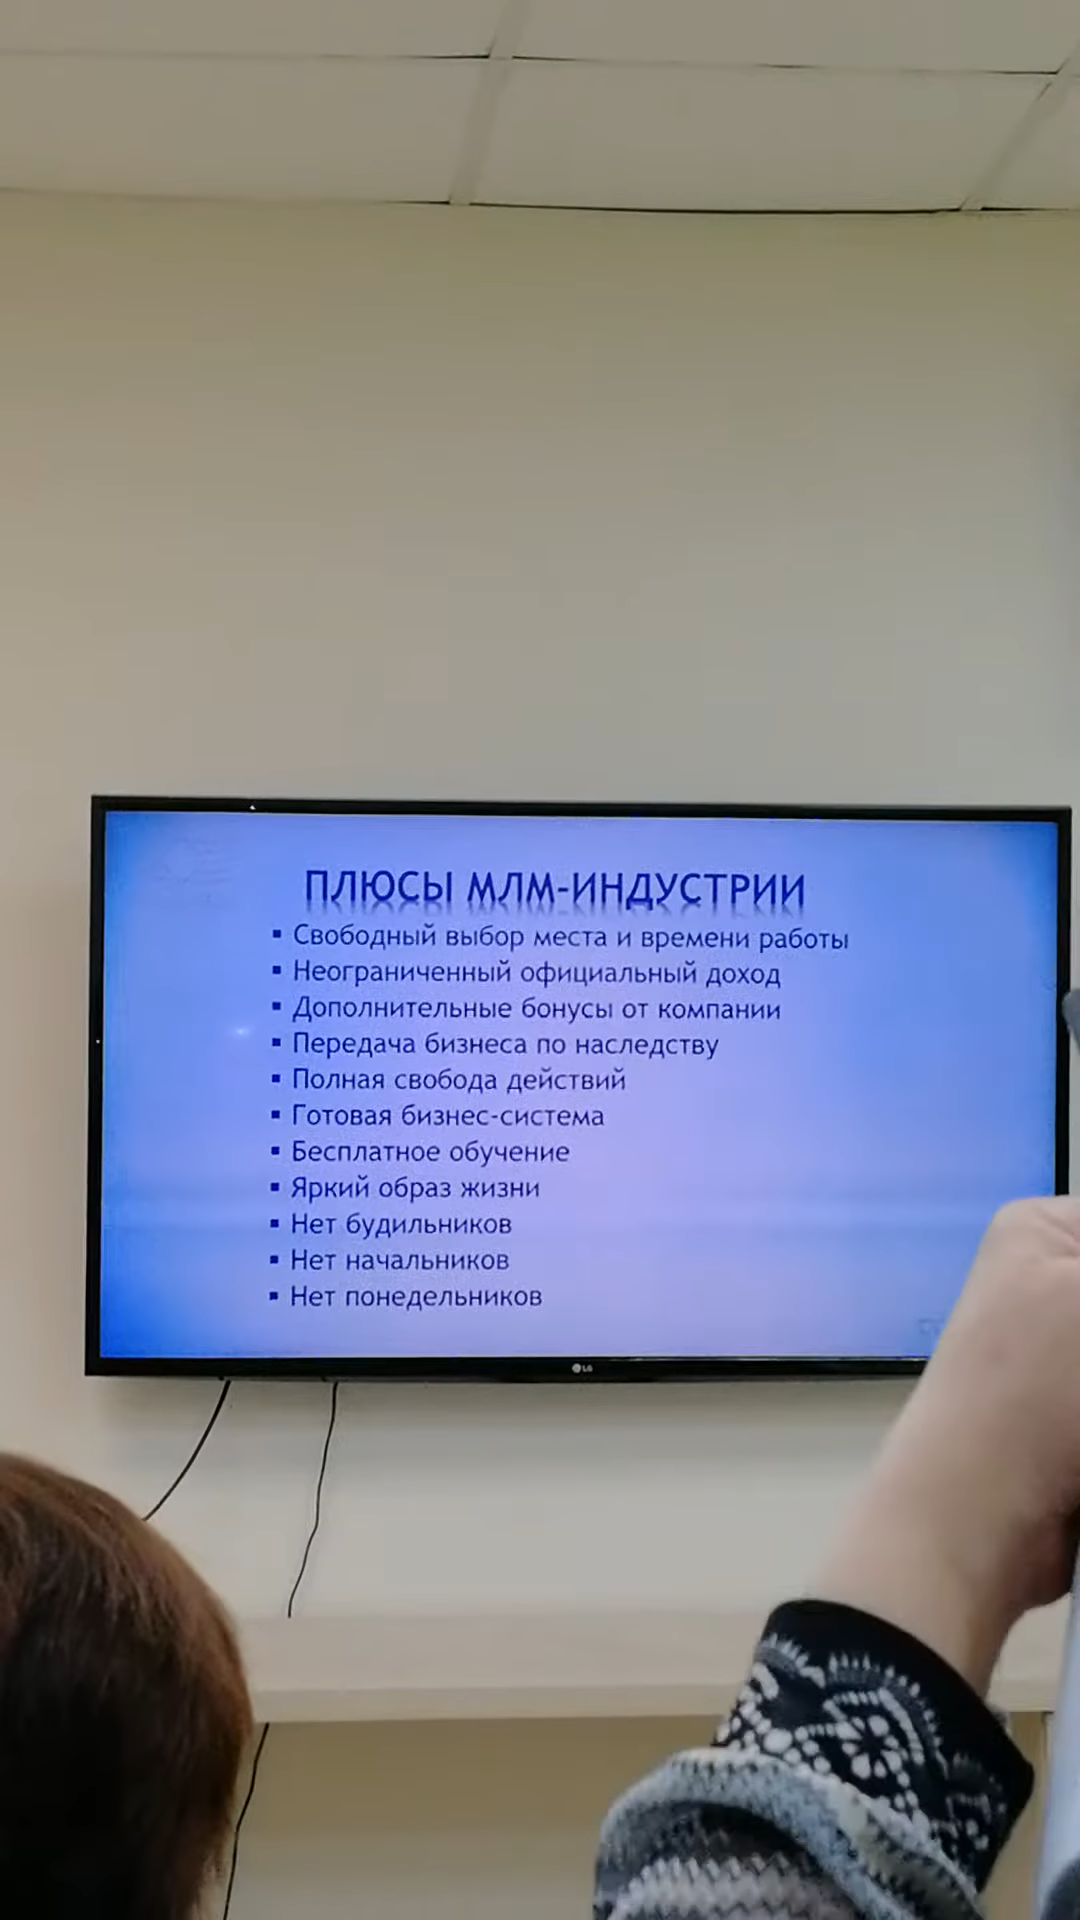 ПЛЮСЫ МЛМ-ИНДУСТРИИ
▪ Свободный выбор места и времени работы
▪ Неограниченный официальный доход
▪ Дополнительные бонусы от компании
▪ Передача бизнеса по наследству
▪ Полная свобода действий
▪ Готовая бизнес-система
▪ Бесплатное обучение
▪ Яркий образ жизни
▪ Нет будильников
▪ Нет начальников
▪ Нет понедельников
LG